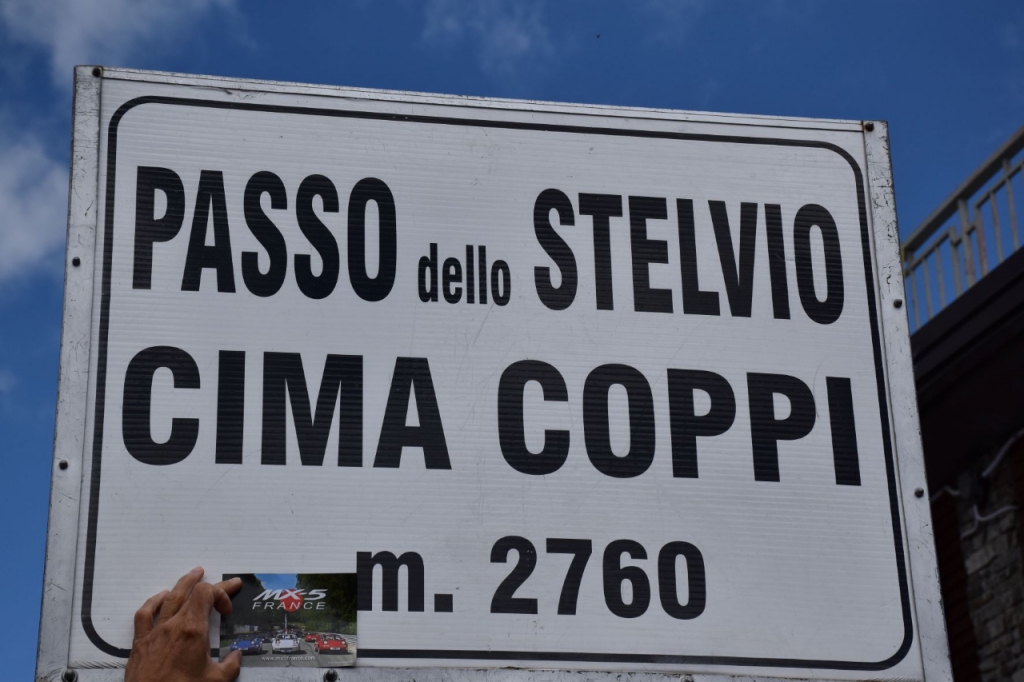 PASSO dello STELVIO
CIMA COPPI
m. 2760
MX-5
FRANCE